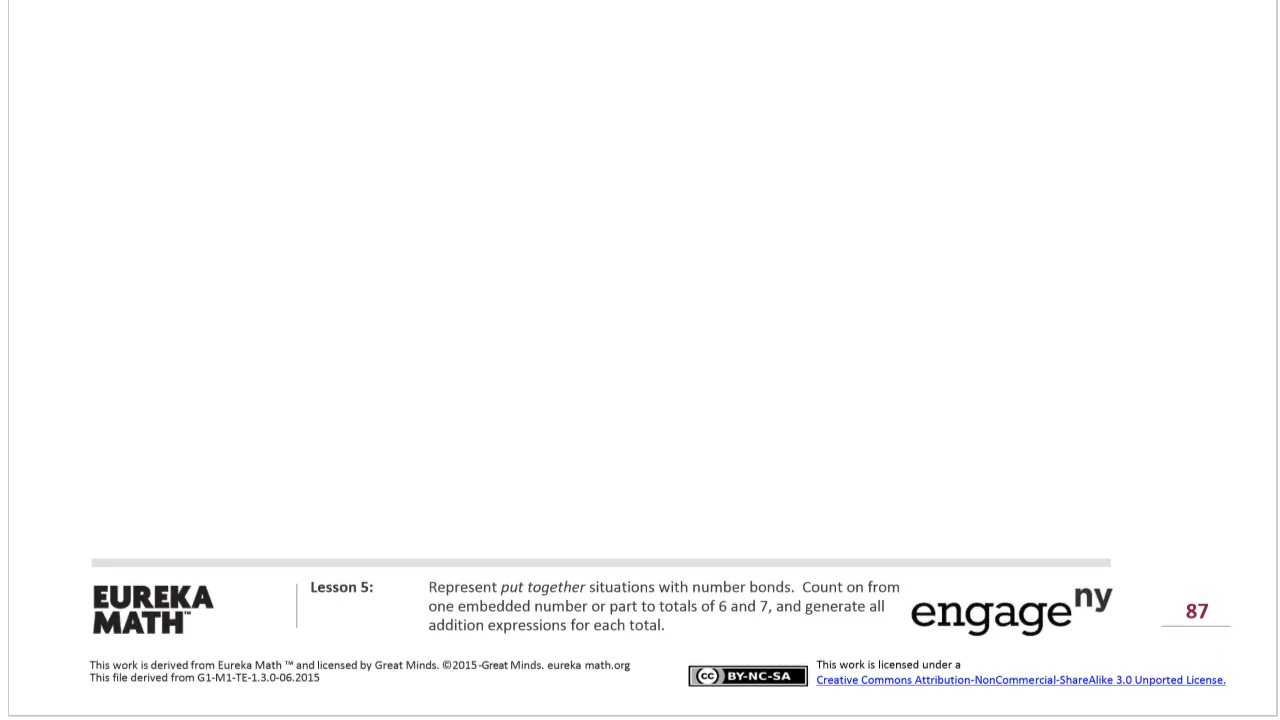 EUREKA
MATH™
Lesson 5:
Represent put together situations with number bonds. Count on from
one embedded number or part to totals of 6 and 7, and generate all
addition expressions for each total.
engageny
87
This work is derived from Eureka Math ™ and licensed by Great Minds. ©2015-Great Minds. eureka math.org
This file derived from G1-M1-TE-1.3.0-06.2015
cc BY-NC-SA
This work is licensed under a
Creative Commons Attribution-NonCommercial-ShareAlike 3.0 Unported License.